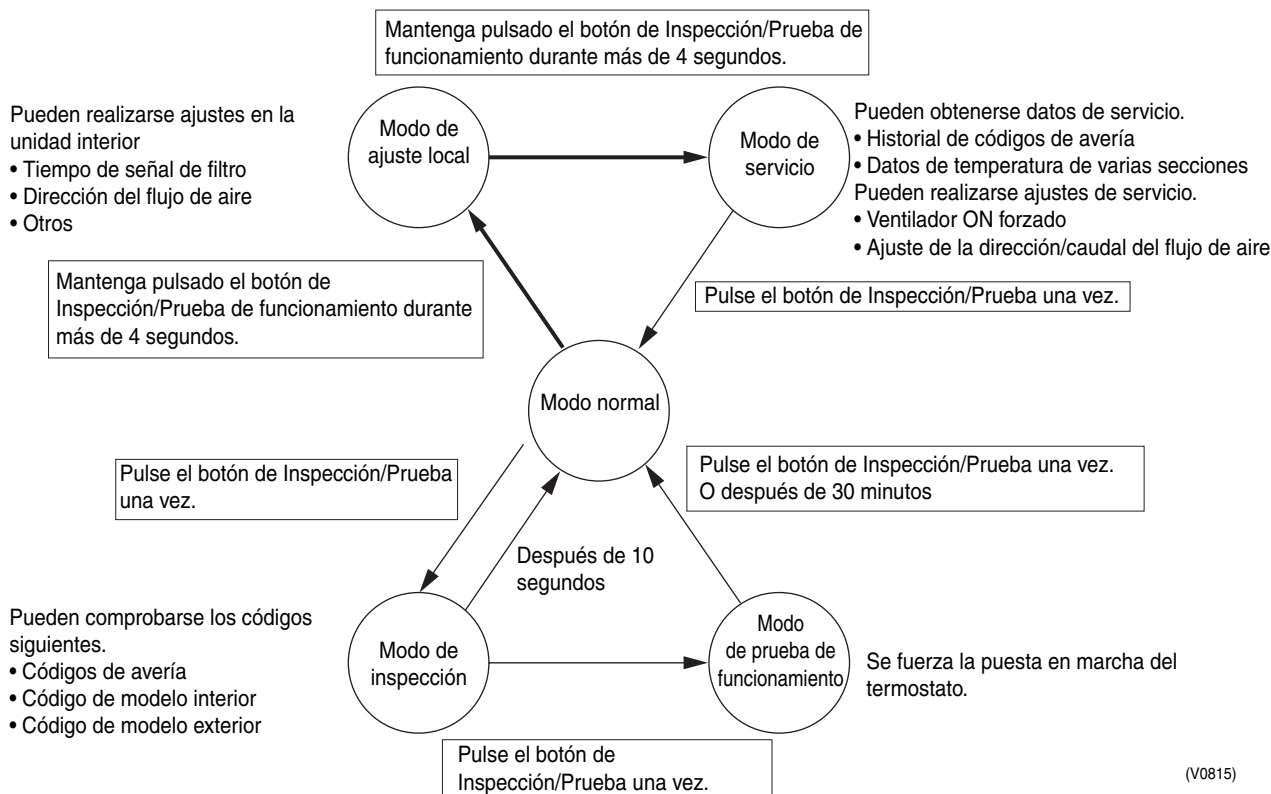 Mantenga pulsado el botón de Inspección/Prueba de
funcionamiento durante más de 4 segundos.
Pueden realizarse ajustes en la
unidad interior
• Tiempo de señal de filtro
• Dirección del flujo de aire
• Otros
Modo de
ajuste local
Modo de
servicio
Pueden obtenerse datos de servicio.
• Historial de códigos de avería
• Datos de temperatura de varias secciones
Pueden realizarse ajustes de servicio.
• Ventilador ON forzado
• Ajuste de la dirección/caudal del flujo de aire
Mantenga pulsado el botón de
Inspección/Prueba de funcionamiento durante
más de 4 segundos.
Pulse el botón de Inspección/Prueba una vez.
Modo normal
Pulse el botón de Inspección/Prueba
una vez.
Pulse el botón de Inspección/Prueba una vez.
O después de 30 minutos
Después de 10
segundos
Pueden comprobarse los códigos
siguientes.
• Códigos de avería
• Código de modelo interior
• Código de modelo exterior
Modo de
inspección
Modo
de prueba de
funcionamiento
Se fuerza la puesta en marcha del
termostato.
Pulse el botón de
Inspección/Prueba una vez.
(V0815)